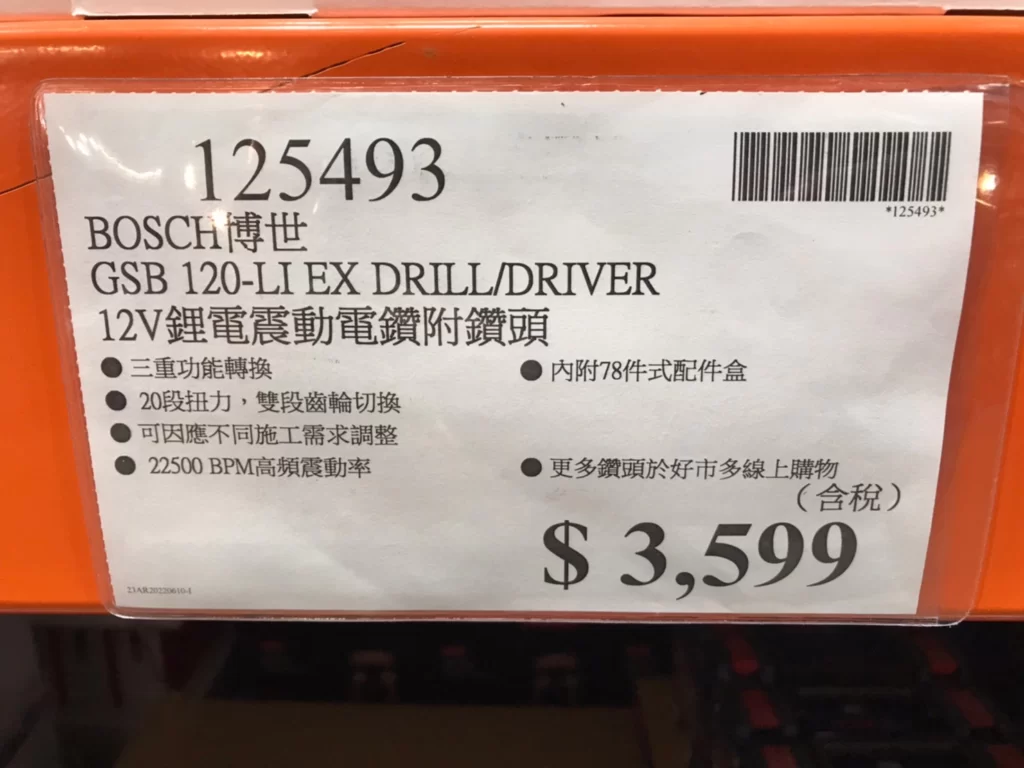 125493
*125493*
BOSCH博世
GSB 120-LI EX DRILL/DRIVER
12V鋰電震動電鑽附鑽頭
● 三重功能轉換
● 內附78件式配件盒
● 20段扭力，雙段齒輪切換
● 可因應不同施工需求調整
● 22500 BPM高頻震動率
● 更多鑽頭於好市多線上購物
（含稅）
$ 3,599
23AR20220610-1